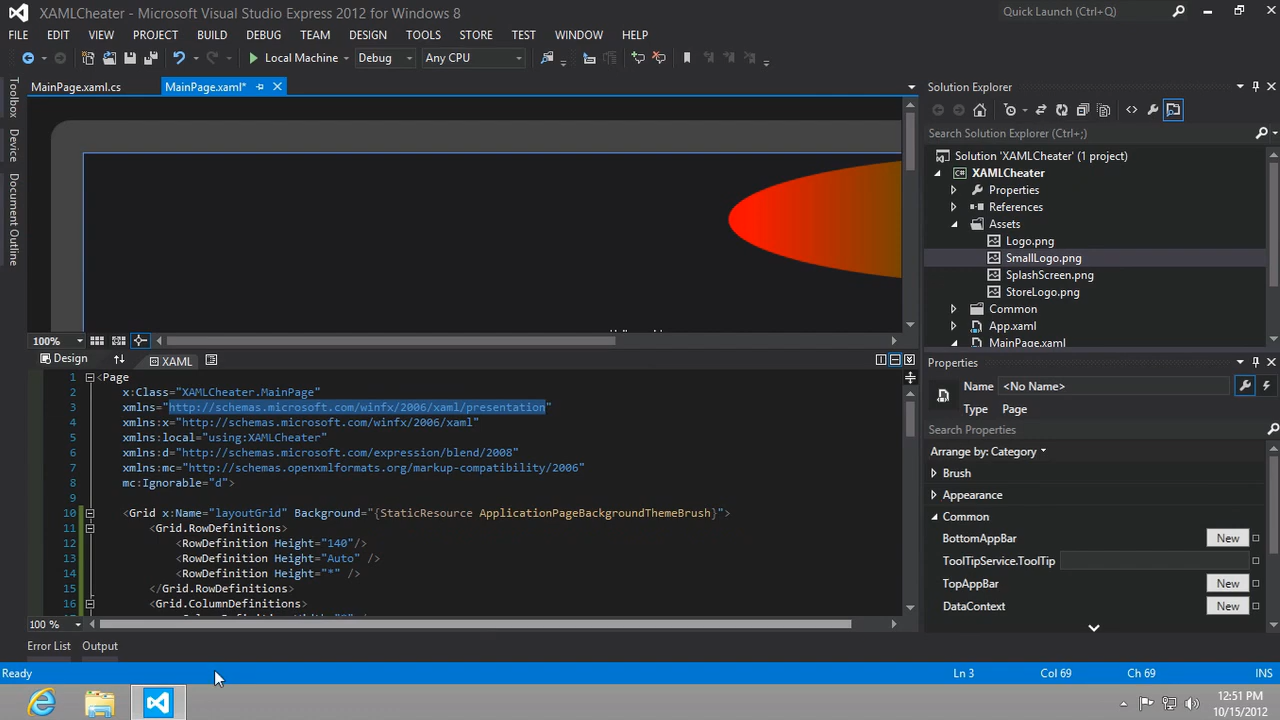 XAMLCheater - Microsoft Visual Studio Express 2012 for Windows 8
Quick Launch (Ctrl+Q)
FILE EDIT VIEW PROJECT BUILD DEBUG TEAM DESIGN TOOLS STORE TEST WINDOW HELP
Local Machine Debug Any CPU
MainPage.xaml.cs MainPage.xaml*
Toolbox
Device
Document Outline
100%
Design XAML
1 <Page
2 x:Class="XAMLCheater.MainPage"
3 xmlns="http://schemas.microsoft.com/winfx/2006/xaml/presentation"
4 xmlns:x="http://schemas.microsoft.com/winfx/2006/xaml"
5 xmlns:local="using:XAMLCheater"
6 xmlns:d="http://schemas.microsoft.com/expression/blend/2008"
7 xmlns:mc="http://schemas.openxmlformats.org/markup-compatibility/2006"
8 mc:Ignorable="d">
9
10 <Grid x:Name="layoutGrid" Background="{StaticResource ApplicationPageBackgroundThemeBrush}">
11 <Grid.RowDefinitions>
12 <RowDefinition Height="140"/>
13 <RowDefinition Height="Auto" />
14 <RowDefinition Height="*" />
15 </Grid.RowDefinitions>
16 <Grid.ColumnDefinitions>
100 %
Solution Explorer
Search Solution Explorer (Ctrl+;)
Solution 'XAMLCheater' (1 project)
XAMLCheater
Properties
References
Assets
Logo.png
SmallLogo.png
SplashScreen.png
StoreLogo.png
Common
App.xaml
MainPage.xaml
Properties
Name <No Name>
Type Page
Search Properties
Arrange by: Category
Brush
Appearance
Common
BottomAppBar New
ToolTipService.ToolTip
TopAppBar New
DataContext New
Error List Output
Ready Ln 3 Col 69 Ch 69 INS
12:51 PM
10/15/2012